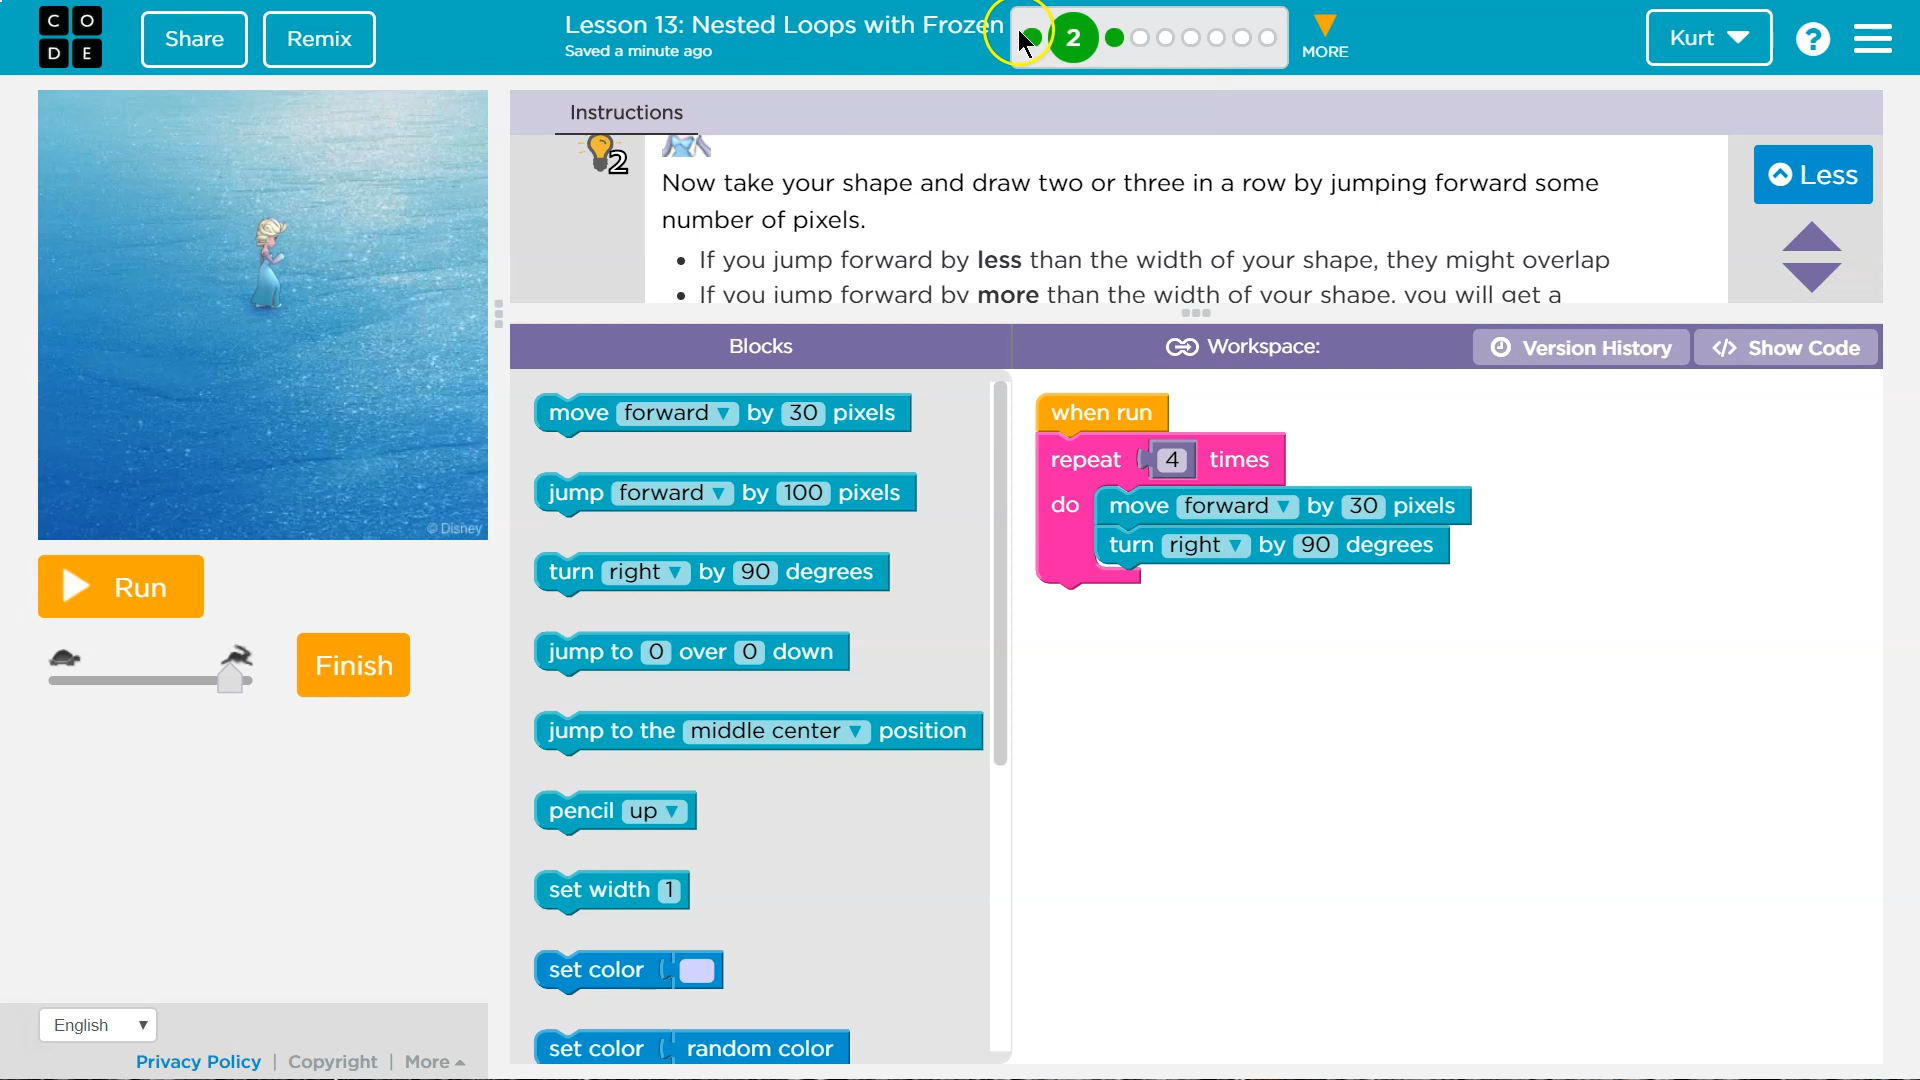 C O
D E
Share
Remix
Lesson 13: Nested Loops with Frozen
Saved a minute ago
2
MORE
Kurt
?
Instructions
2
Now take your shape and draw two or three in a row by jumping forward some
number of pixels.
• If you jump forward by less than the width of your shape, they might overlap
• If you jump forward by more than the width of your shape, you will get a
Less
© Disney
Run
Finish
Blocks
Workspace:
Version History
</> Show Code
move forward ▼ by 30 pixels
jump forward ▼ by 100 pixels
turn right ▼ by 90 degrees
jump to 0 over 0 down
jump to the middle center ▼ position
pencil up ▼
set width 1
set color
set color random color
when run
repeat 4 times
do move forward ▼ by 30 pixels
turn right ▼ by 90 degrees
English ▼
Privacy Policy | Copyright | More